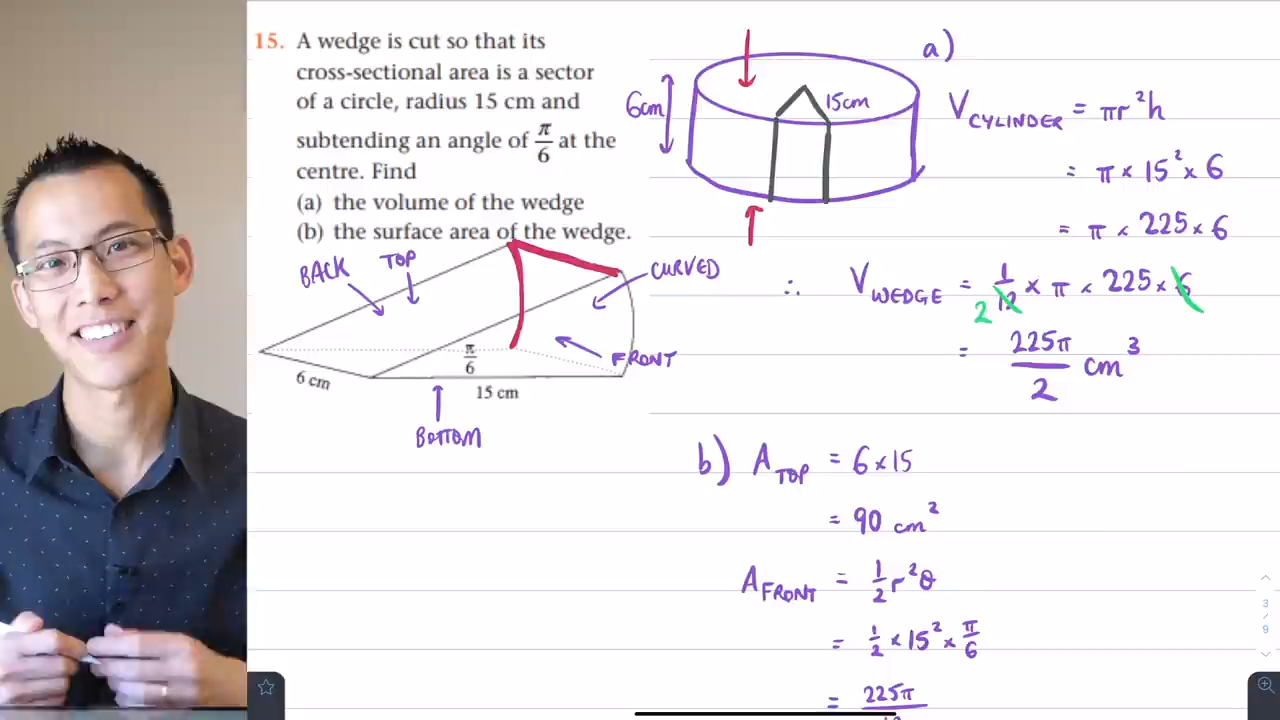 15. A wedge is cut so that its
cross-sectional area is a sector
of a circle, radius 15 cm and
subtending an angle of π/6 at the
centre. Find
(a) the volume of the wedge
(b) the surface area of the wedge.
BACK
TOP
CURVED
FRONT
π/6
6 cm
15 cm
BOTTOM
6cm
15cm
a)
V CYLINDER = πr²h
= π × 15² × 6
= π × 225 × 6
∴ V WEDGE = 1/12 × π × 225 × 6
2
= 225π/2 cm³
b) A TOP = 6 × 15
= 90 cm²
A FRONT = 1/2 r²θ
= 1/2 × 15² × π/6
= 225π
3
/
9